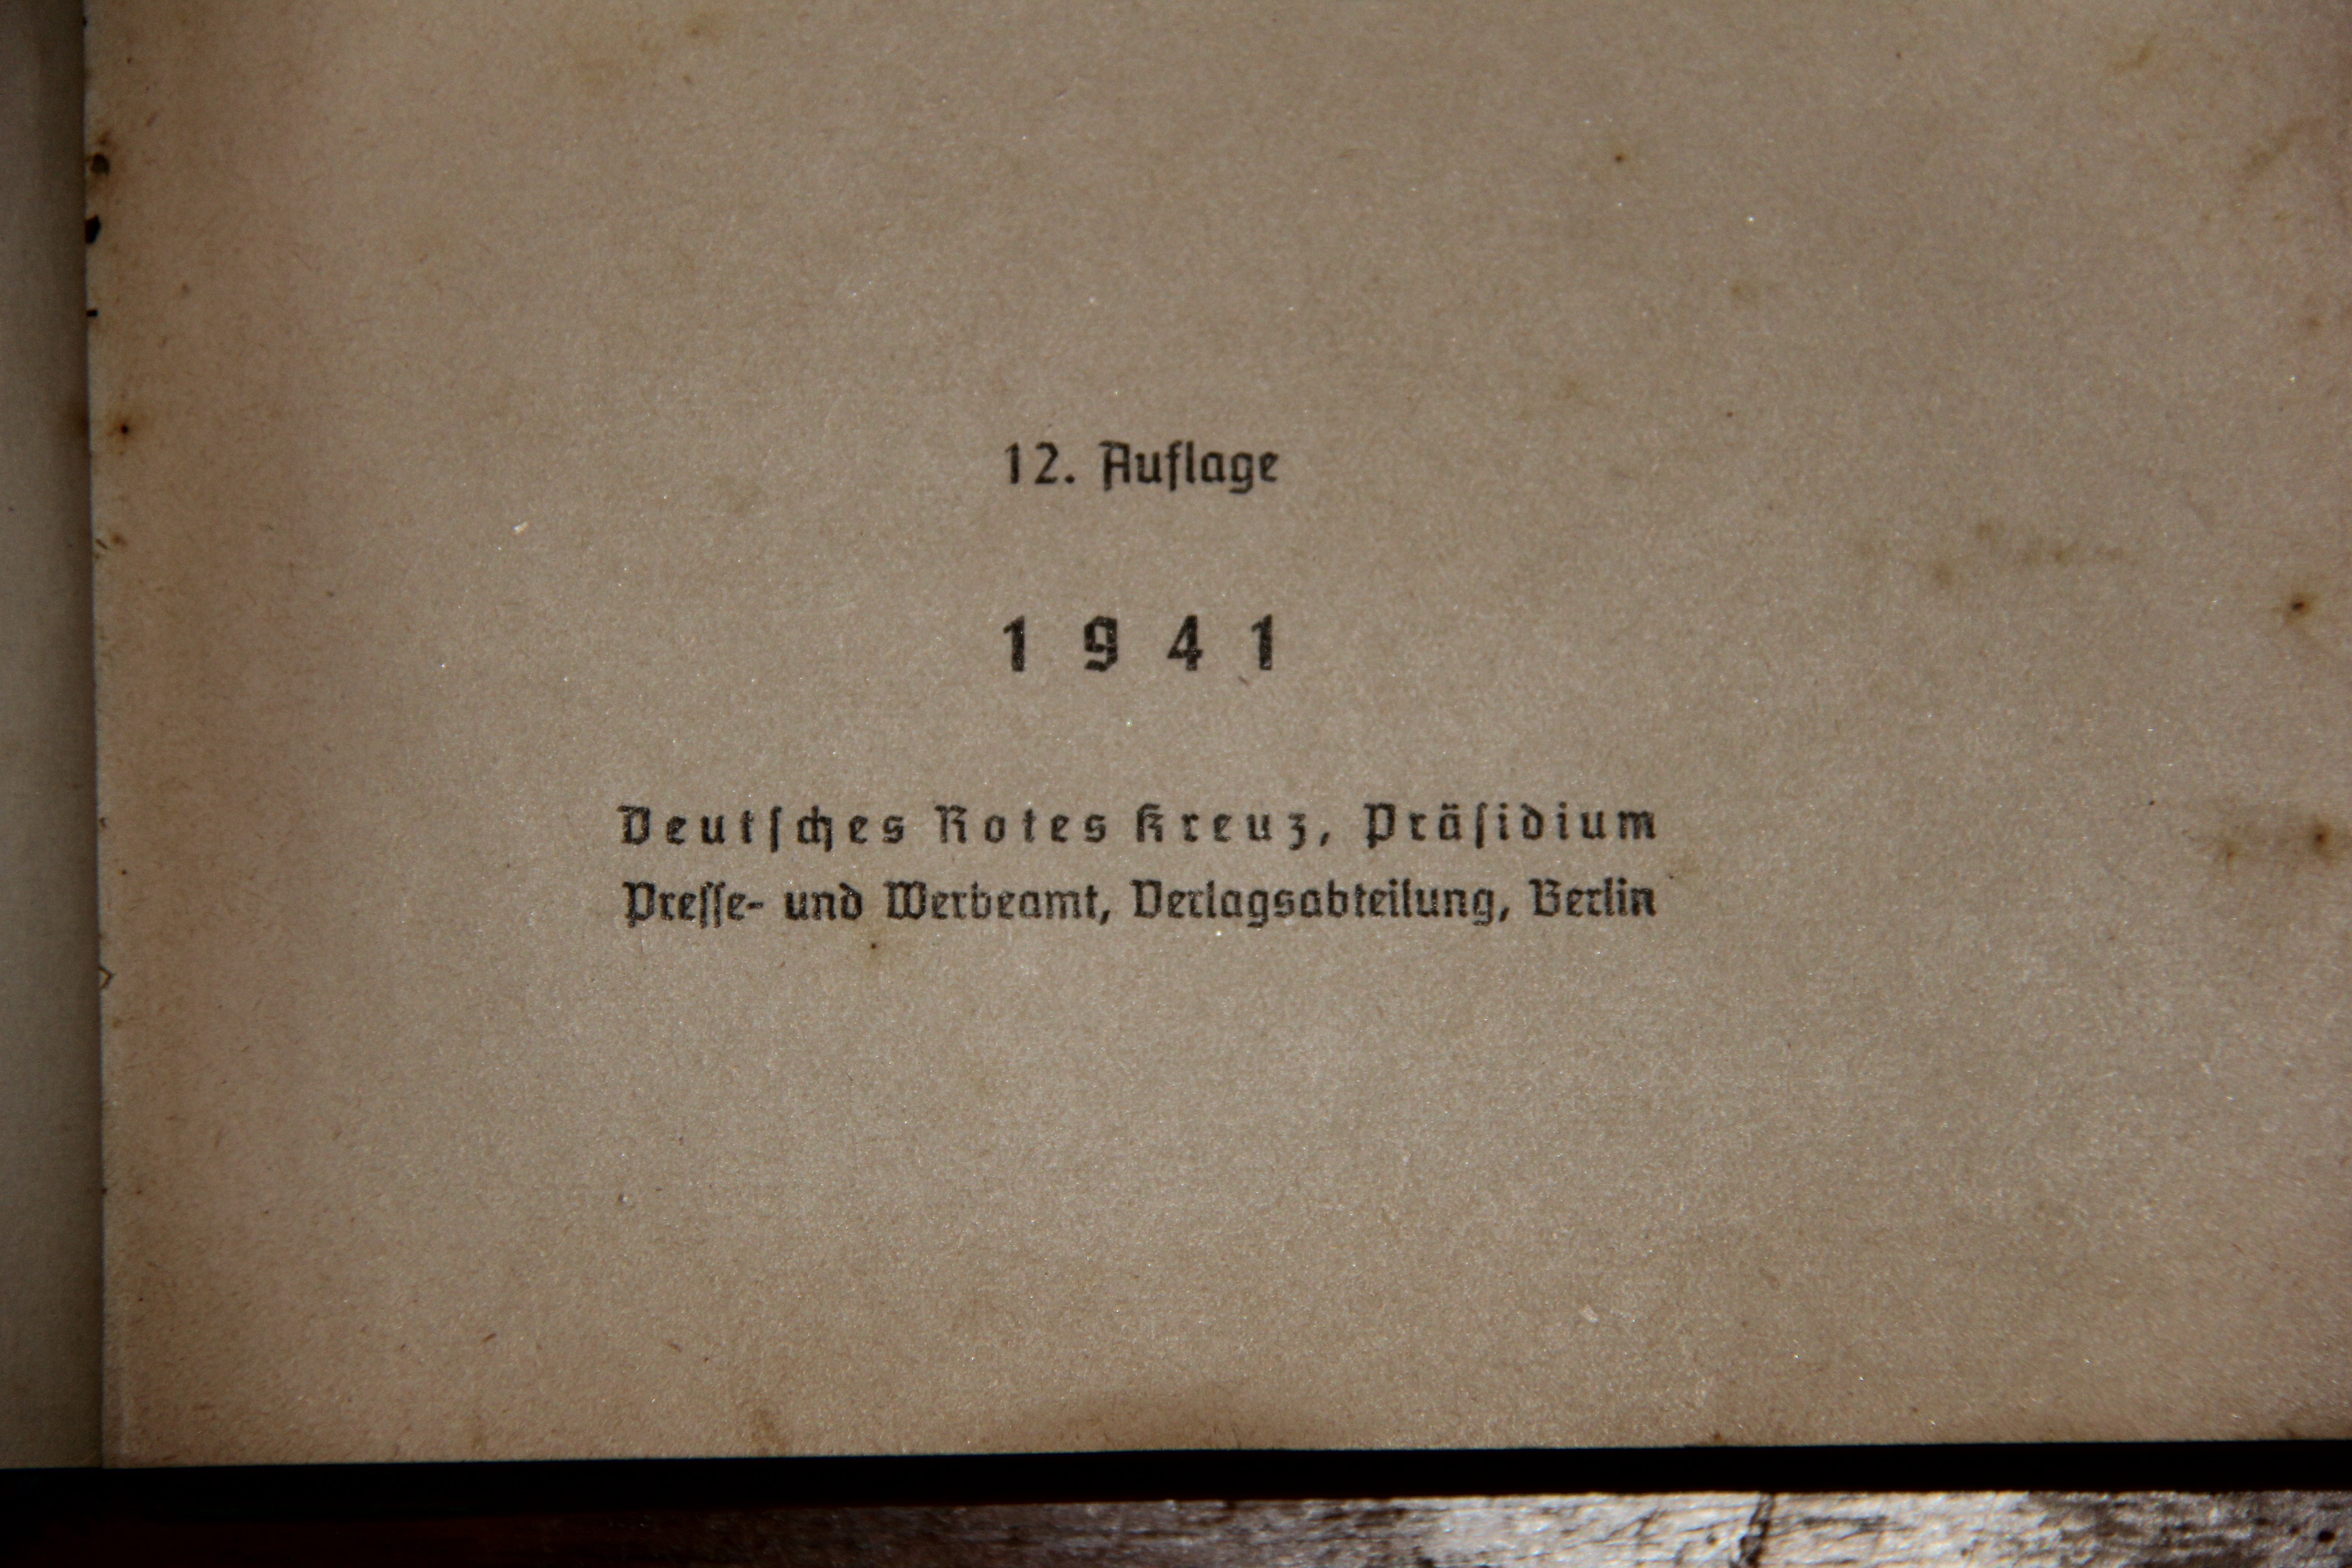 12. Auflage
1941
Deutſches Rotes Kreuz, Präſidium
Preſſe- und Werbeamt, Verlagsabteilung, Berlin